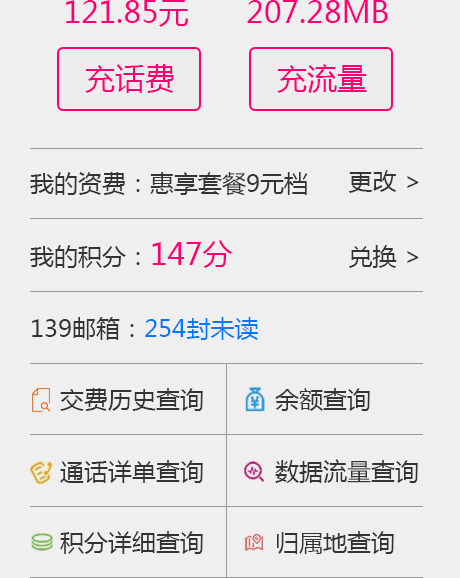 121.85元 207.28MB
充话费 充流量
我的资费：惠享套餐9元档 更改 >
我的积分：147分 兑换 >
139邮箱：254封未读
交费历史查询 余额查询
通话详单查询 数据流量查询
积分详细查询 归属地查询